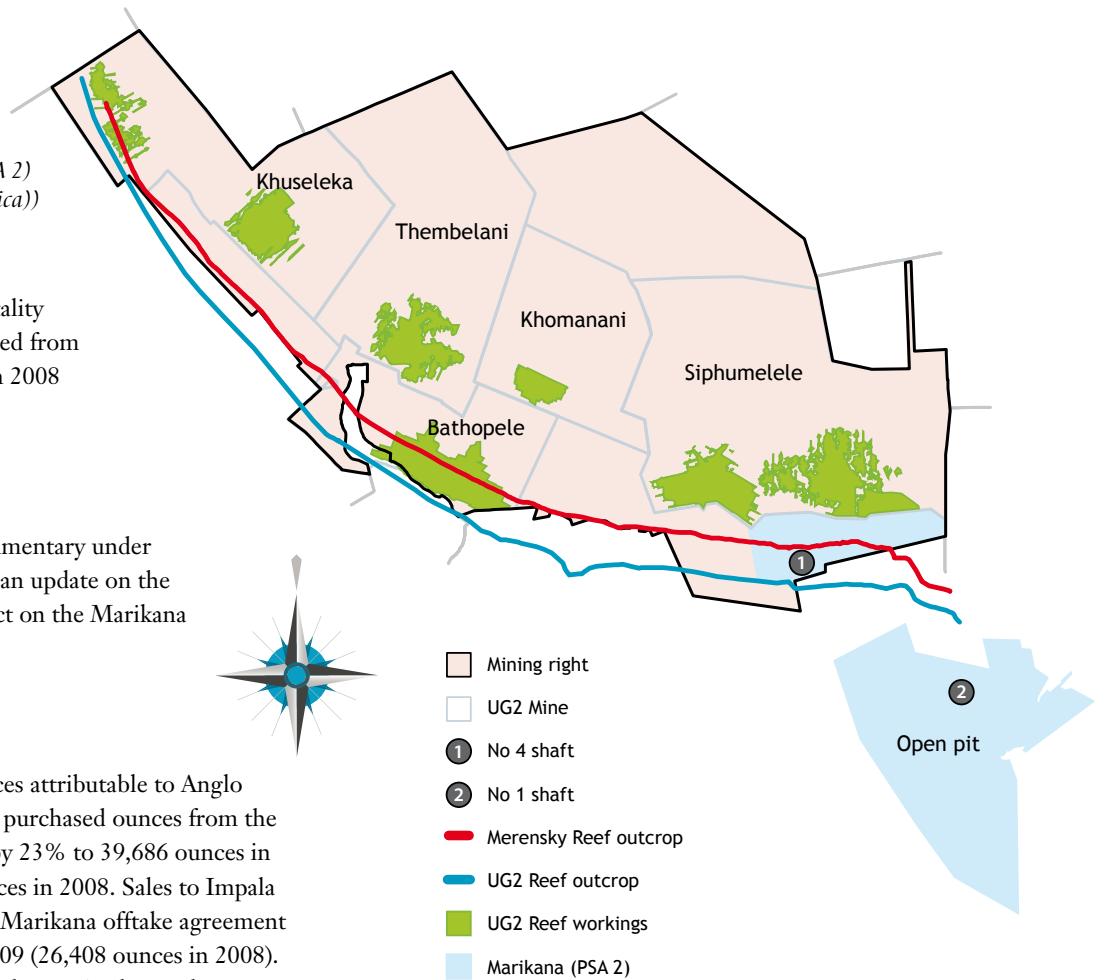 A 2)
ica))
ality
ed from
2008
mentary under
an update on the
ct on the Marikana
ces attributable to Anglo
purchased ounces from the
by 23% to 39,686 ounces in
ces in 2008. Sales to Impala
Marikana offtake agreement
09 (26,408 ounces in 2008).
Khuseleka
Thembelani
Khomanani
Siphumelele
Bathopele
1
2
Open pit
Mining right
UG2 Mine
1 No 4 shaft
2 No 1 shaft
Merensky Reef outcrop
UG2 Reef outcrop
UG2 Reef workings
Marikana (PSA 2)